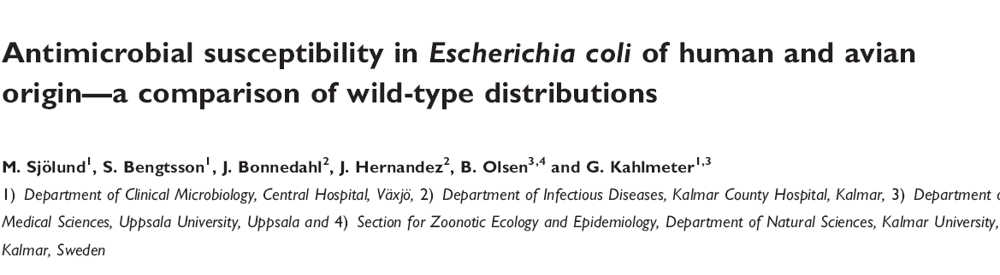 Antimicrobial susceptibility in Escherichia coli of human and avian
origin—a comparison of wild-type distributions
M. Sjölund1, S. Bengtsson1, J. Bonnedahl2, J. Hernandez2, B. Olsen3,4 and G. Kahlmeter1,3
1) Department of Clinical Microbiology, Central Hospital, Växjö, 2) Department of Infectious Diseases, Kalmar County Hospital, Kalmar, 3) Department
Medical Sciences, Uppsala University, Uppsala and 4) Section for Zoonotic Ecology and Epidemiology, Department of Natural Sciences, Kalmar University,
Kalmar, Sweden